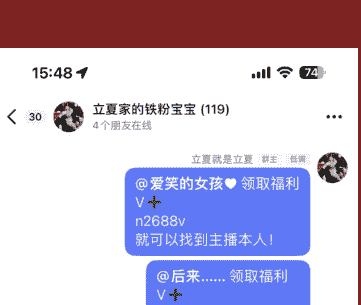 15:48
74
30
立夏家的铁粉宝宝 (119)
4个朋友在线
立夏就是立夏 群主 低调
@爱笑的女孩 领取福利
V
n2688v
就可以找到主播本人！
@后来…… 领取福利
V